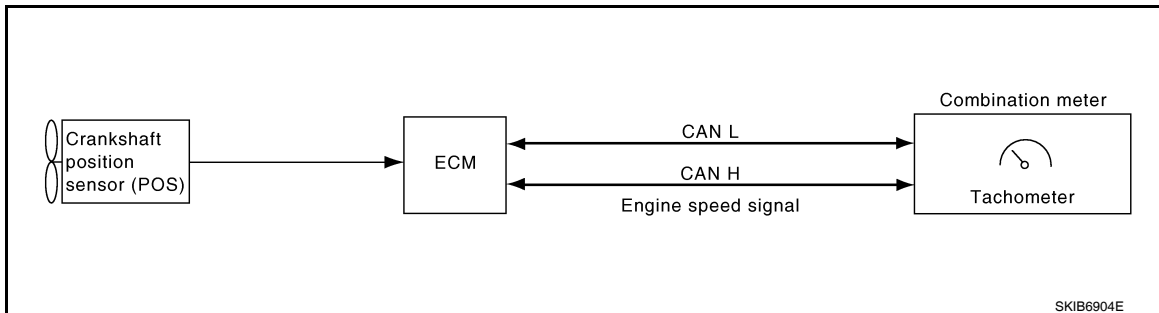 Crankshaft
position
sensor (POS)
ECM
CAN L
CAN H
Engine speed signal
Combination meter
Tachometer
SKIB6904E